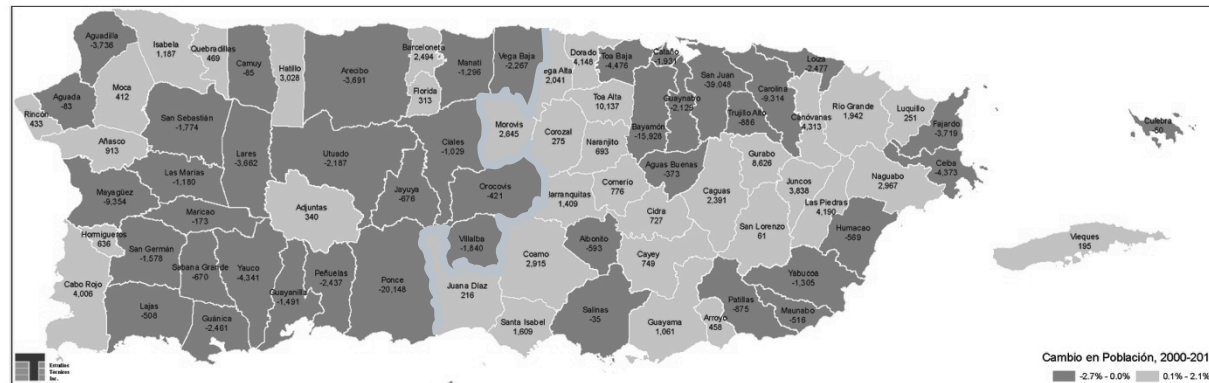 Aguadilla
-3,736
Isabela
1,187
Quebradillas
469
Camuy
-85
Hatillo
3,028
Arecibo
-3,691
Barceloneta
2,494
Manatí
-1,296
Vega Baja
-2,267
Vega Alta
2,041
Dorado
4,148
Toa Baja
-4,476
Cataño
-1,931
San Juan
-39,048
Carolina
-9,314
Loíza
-2,477
Aguada
-83
Moca
412
Rincón
433
Añasco
913
San Sebastián
-1,774
Lares
-3,662
Utuado
-2,187
Florida
313
Ciales
-1,029
Morovis
2,645
Corozal
275
Toa Alta
10,137
Naranjito
693
Bayamón
-15,928
Guaynabo
-2,129
Trujillo Alto
-886
Canóvanas
4,313
Río Grande
1,942
Luquillo
251
Fajardo
-3,719
Ceiba
-4,373
Culebra
-50
Mayagüez
-9,354
Las Marías
-1,180
Maricao
-173
Adjuntas
340
Jayuya
-676
Orocovis
-421
Barranquitas
1,409
Comerío
776
Aguas Buenas
-373
Caguas
2,391
Gurabo
8,626
Juncos
3,838
Las Piedras
4,190
Naguabo
2,967
Hormigueros
636
San Germán
-1,578
Sabana Grande
-670
Yauco
-4,341
Guayanilla
-1,491
Peñuelas
-2,437
Ponce
-20,148
Villalba
-1,840
Juana Díaz
216
Coamo
2,915
Aibonito
-593
Cidra
727
Cayey
749
San Lorenzo
61
Humacao
-589
Yabucoa
-1,305
Vieques
195
Cabo Rojo
4,006
Lajas
-508
Guánica
-2,461
Santa Isabel
1,609
Salinas
-35
Guayama
1,061
Arroyo
458
Patillas
-875
Maunabo
-516
Estudios
Técnicos
Inc.
Cambio en Población, 2000-201
-2.7% - 0.0%
0.1% - 2.1%